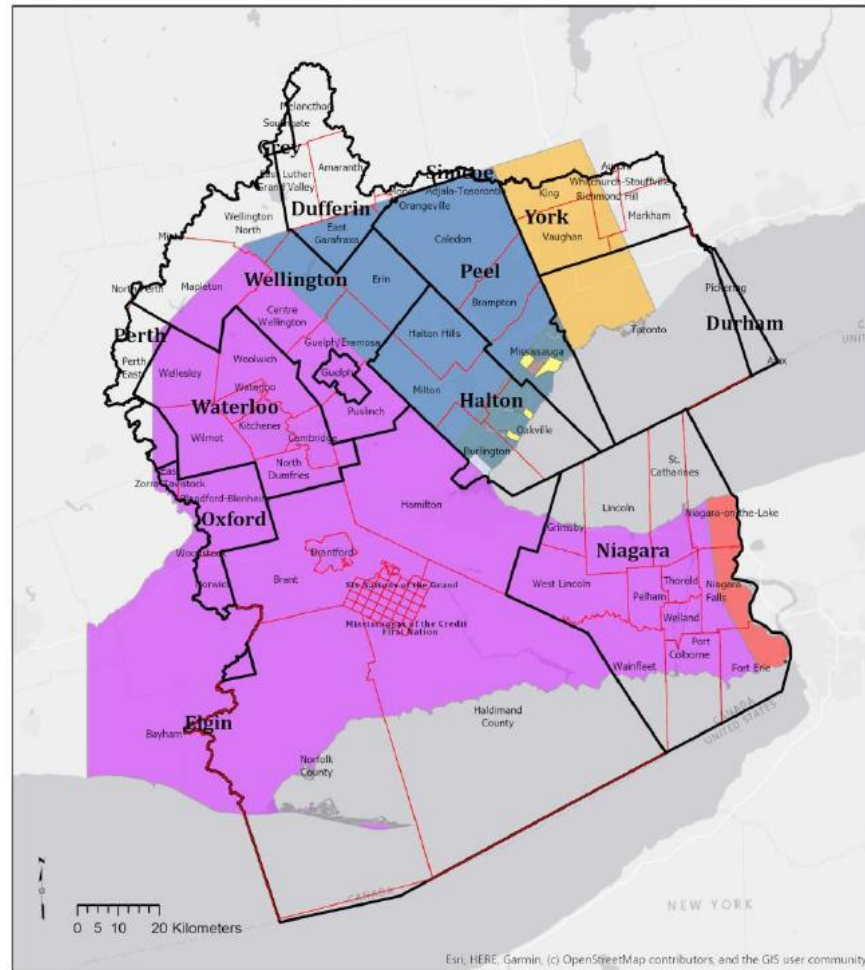 Melancthon
Southgate
Grey
East Luther
Grand Valley
Amaranth
Mono
Simcoe
Adjala-Tosorontio
Orangeville
Dufferin
East
Garafraxa
Wellington
North
Minto
Mapleton
North Perth
Wellington
Erin
Caledon
Peel
Brampton
King
York
Vaughan
Whitchurch-Stouffville
Richmond Hill
Markham
Pickering
Toronto
Durham
Ajax
Perth
Perth
East
Centre
Wellington
Guelph/Eramosa
Guelph
Halton Hills
Mississauga
Wellesley
Woolwich
Waterloo
Waterloo
Kitchener
Cambridge
Puslinch
Milton
Halton
Oakville
Burlington
Wilmot
North
Dumfries
East
Zorra-Tavistock
Blandford-Blenheim
Oxford
Woodstock
Norwich
Hamilton
Brantford
Brant
Six Nations of the Grand
Mississaugas of the Credit
First Nation
Grimsby
Lincoln
St.
Catharines
Niagara-on-the-Lake
Niagara
West Lincoln
Pelham
Thorold
Niagara
Falls
Welland
Port
Colborne
Wainfleet
Fort Erie
CANADA
UNITED STATES
Elgin
Bayham
Norfolk
County
Haldimand
County
CANADA
NEW YORK
0 5 10 20 Kilometers
Esri, HERE, Garmin, (c) OpenStreetMap contributors, and the GIS user community